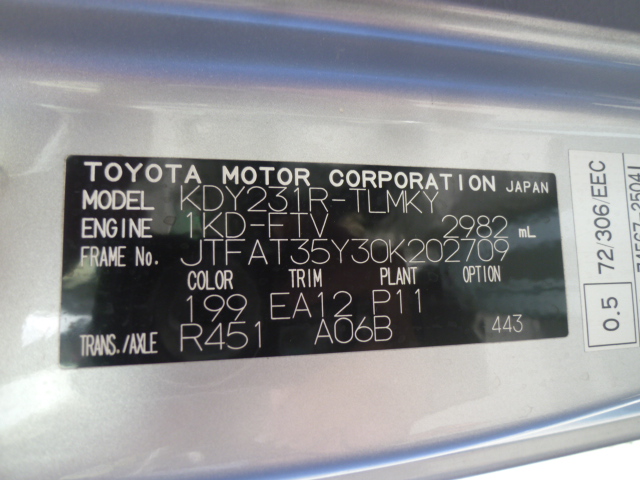 TOYOTA MOTOR CORPORATION JAPAN
MODEL KDY231R-TLMKY
ENGINE 1KD-FTV 2982 mL
FRAME No. JTFAT35Y30K202709
COLOR TRIM PLANT OPTION
199 EA12 P11
TRANS./AXLE R451 A06B 443
0.5 72/306/EEC